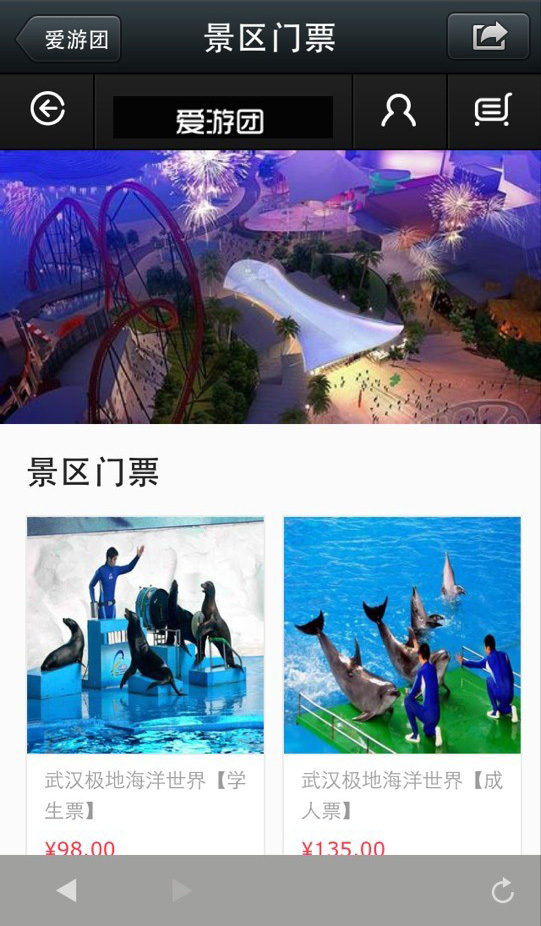 爱游团
景区门票
爱游团
景区门票
武汉极地海洋世界【学
生票】
¥98.00
武汉极地海洋世界【成
人票】
¥135.00